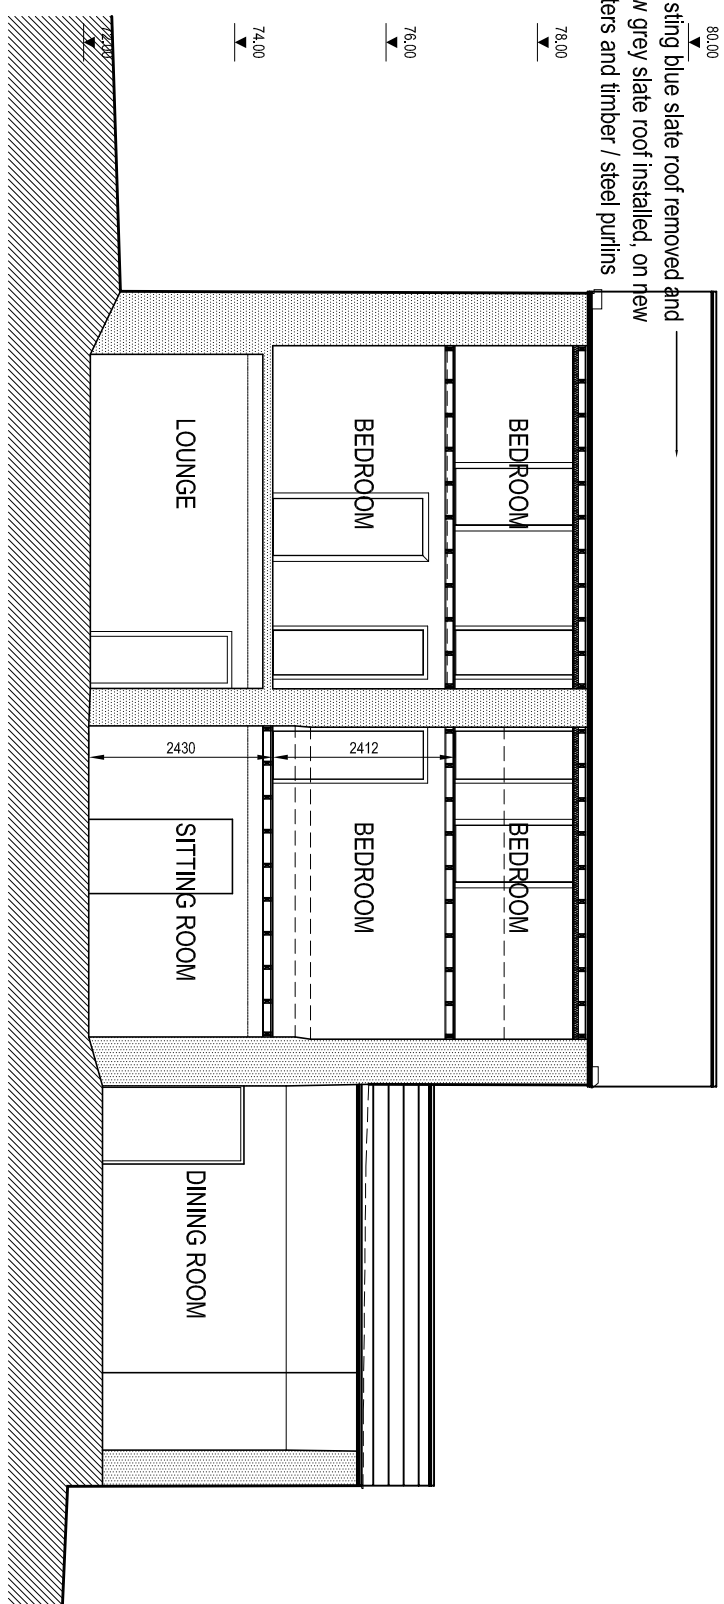 80.00
78.00
76.00
74.00
72.00
sting blue slate roof removed and
w grey slate roof installed, on new
ters and timber / steel purlins
BEDROOM
BEDROOM
BEDROOM
BEDROOM
2412
LOUNGE
2430
SITTING ROOM
DINING ROOM